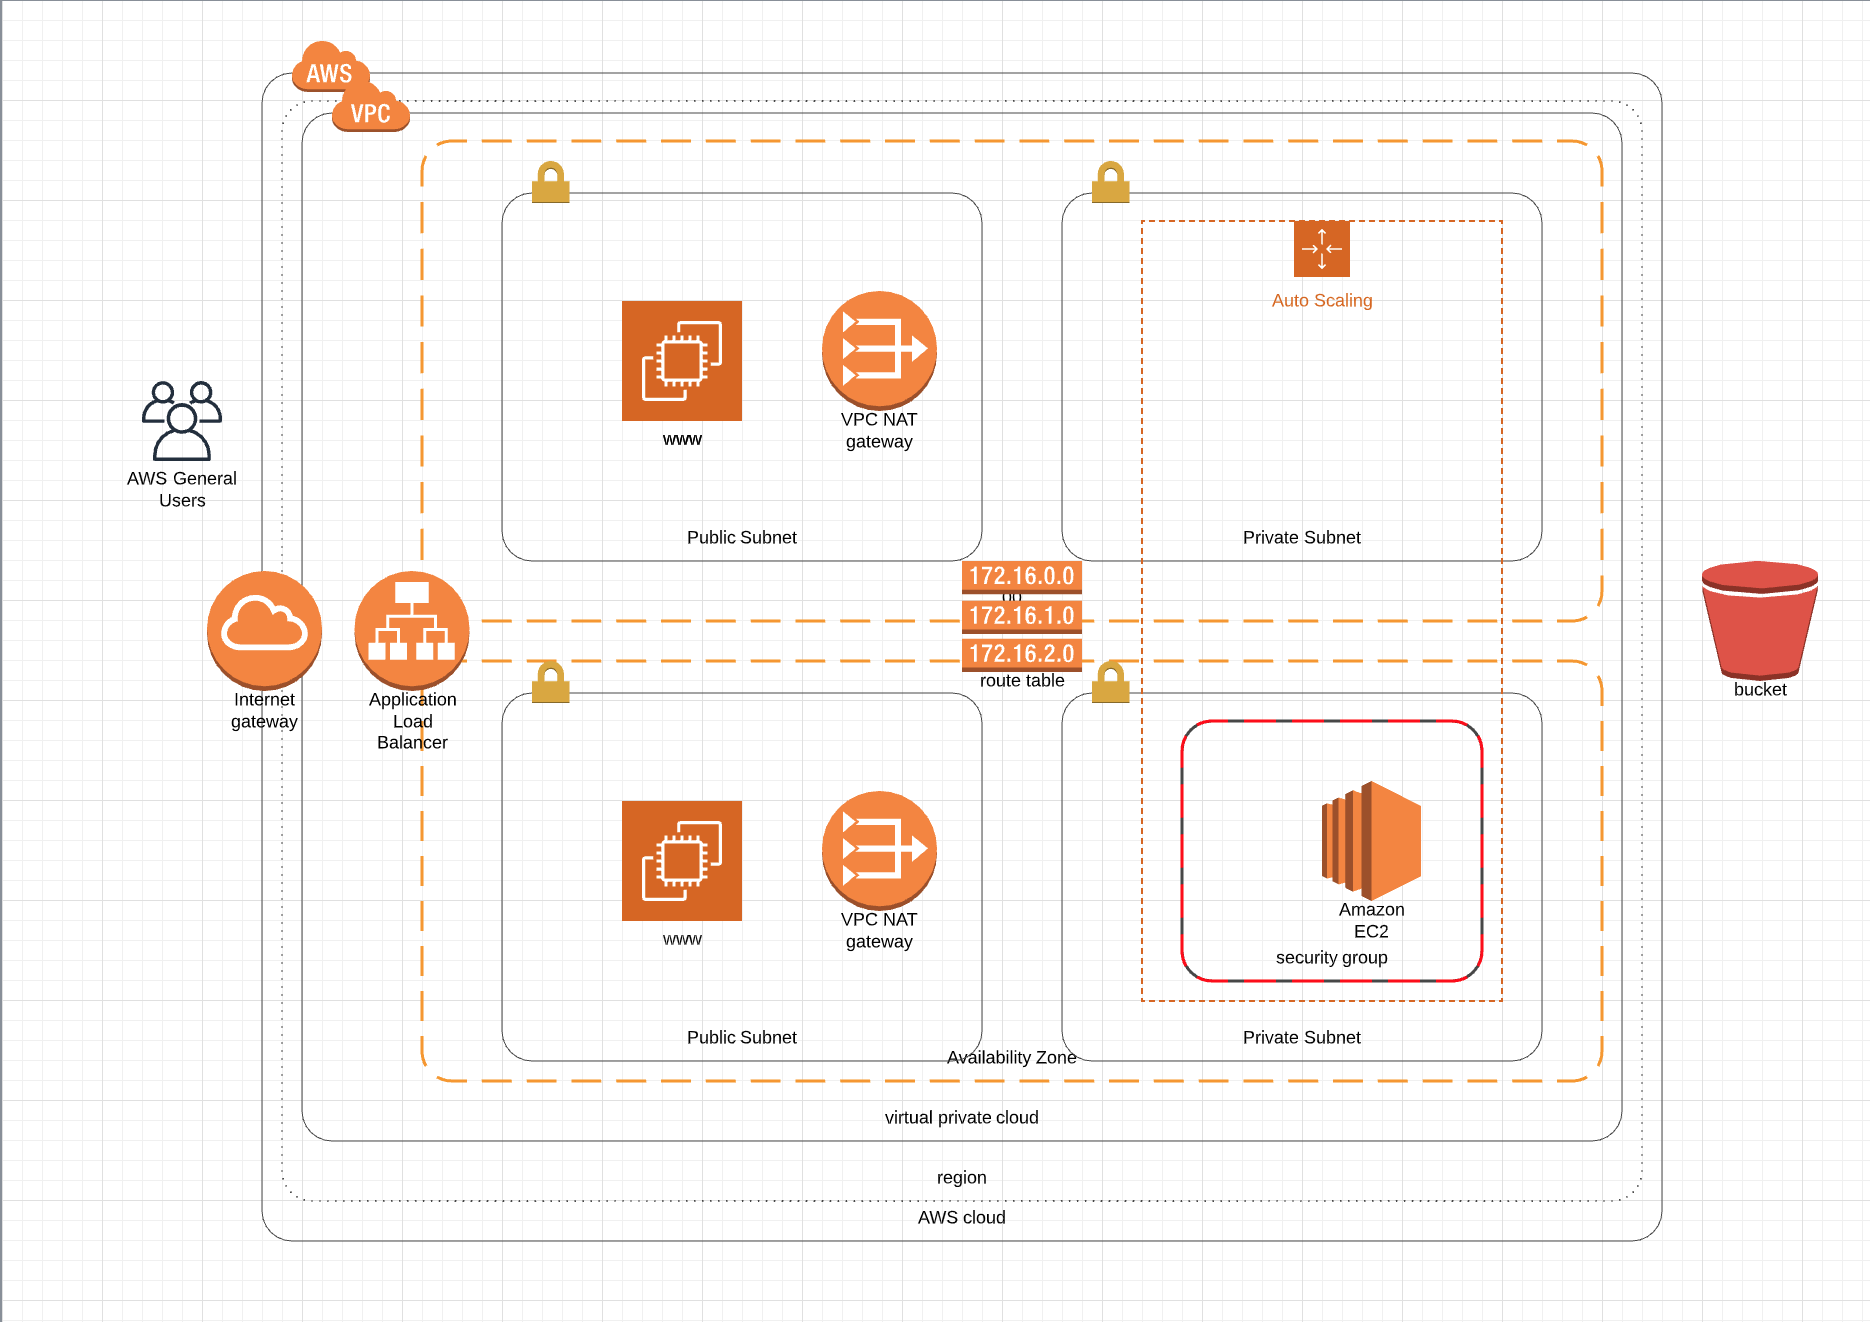 AWS
VPC
Auto Scaling
www
VPC NAT
gateway
AWS General
Users
Public Subnet
Private Subnet
172.16.0.0
172.16.1.0
172.16.2.0
route table
Internet
gateway
Application
Load
Balancer
bucket
www
VPC NAT
gateway
Amazon
EC2
security group
Public Subnet
Private Subnet
Availability Zone
virtual private cloud
region
AWS cloud